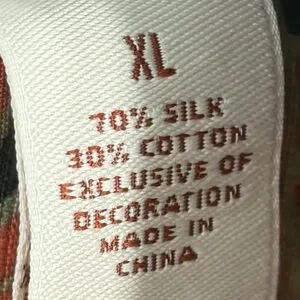 XL
70% SILK
30% COTTON
EXCLUSIVE OF
DECORATION
MADE IN
CHINA